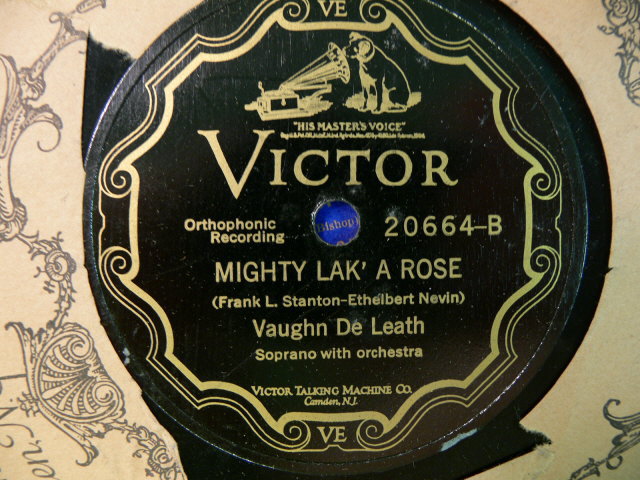 VE
"HIS MASTER'S VOICE"
VICTOR
Orthophonic
Recording
Bishop
20664-B
MIGHTY LAK' A ROSE
(Frank L. Stanton-Ethelbert Nevin)
Vaughn De Leath
Soprano with orchestra
VICTOR TALKING MACHINE CO.
Camden, N.J.
VE